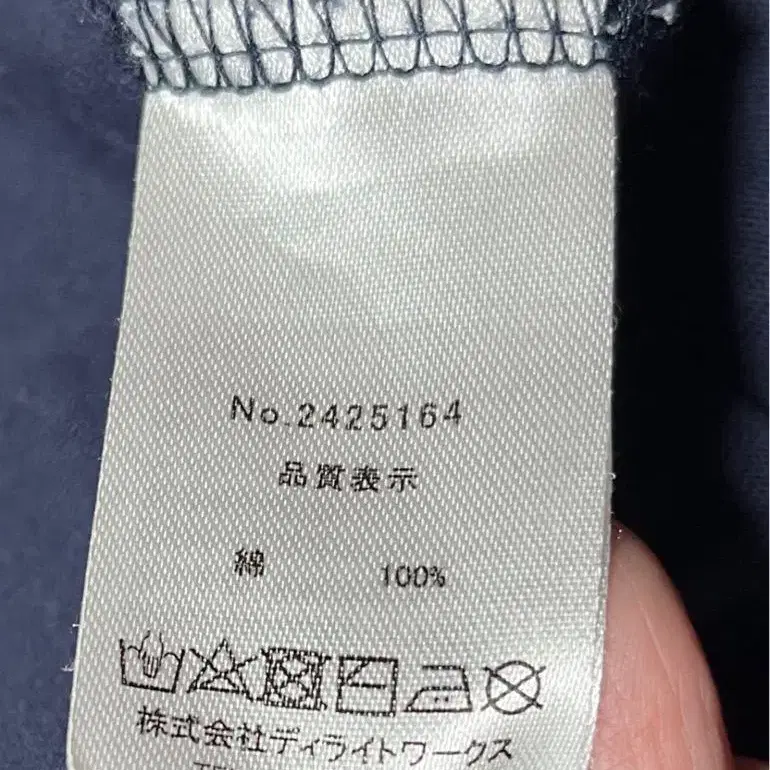 No.2425164
品質表示
綿 100%
株式会社ディライトワークス